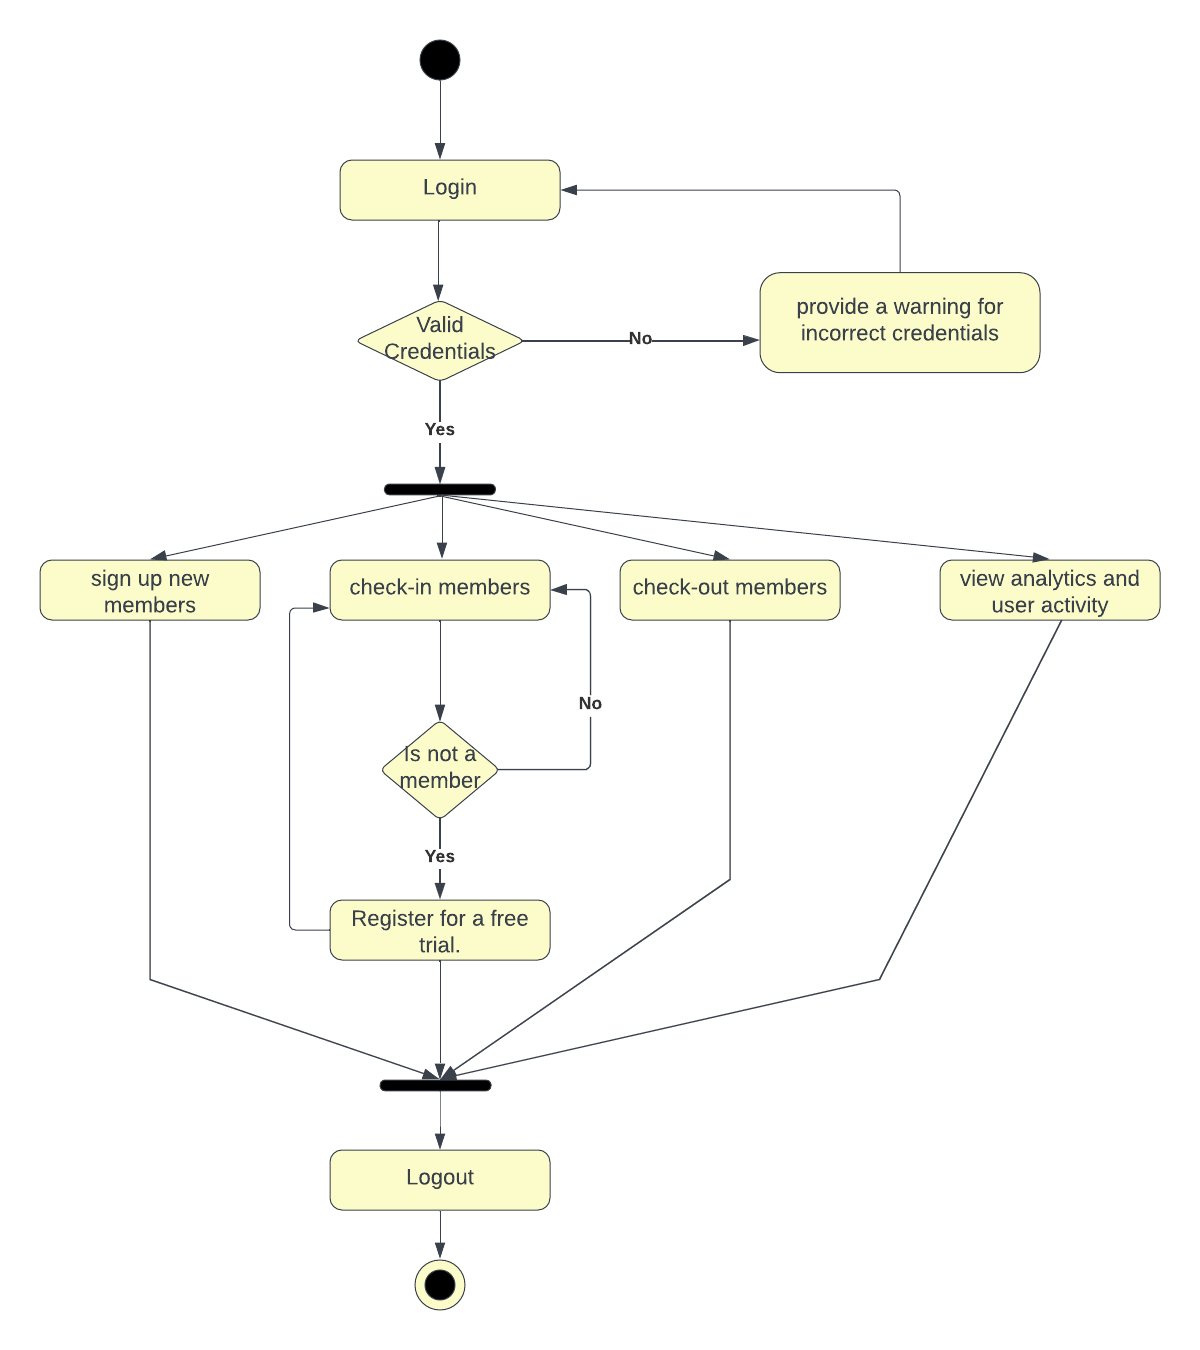 Login
provide a warning for
incorrect credentials
Valid
Credentials
No
Yes
sign up new
members
check-in members
check-out members
view analytics and
user activity
No
Is not a
member
Yes
Register for a free
trial.
Logout